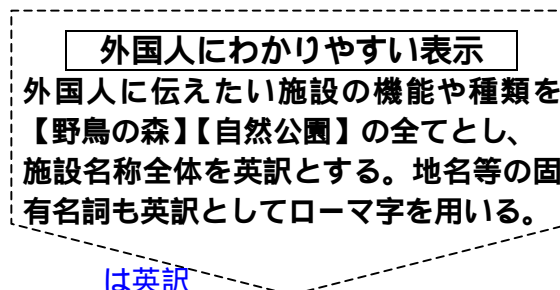 外国人にわかりやすい表示
外国人に伝えたい施設の機能や種類を
【野鳥の森】【自然公園】の全てとし、
施設名称全体を英訳とする。地名等の固
有名詞も英訳としてローマ字を用いる。
は英訳